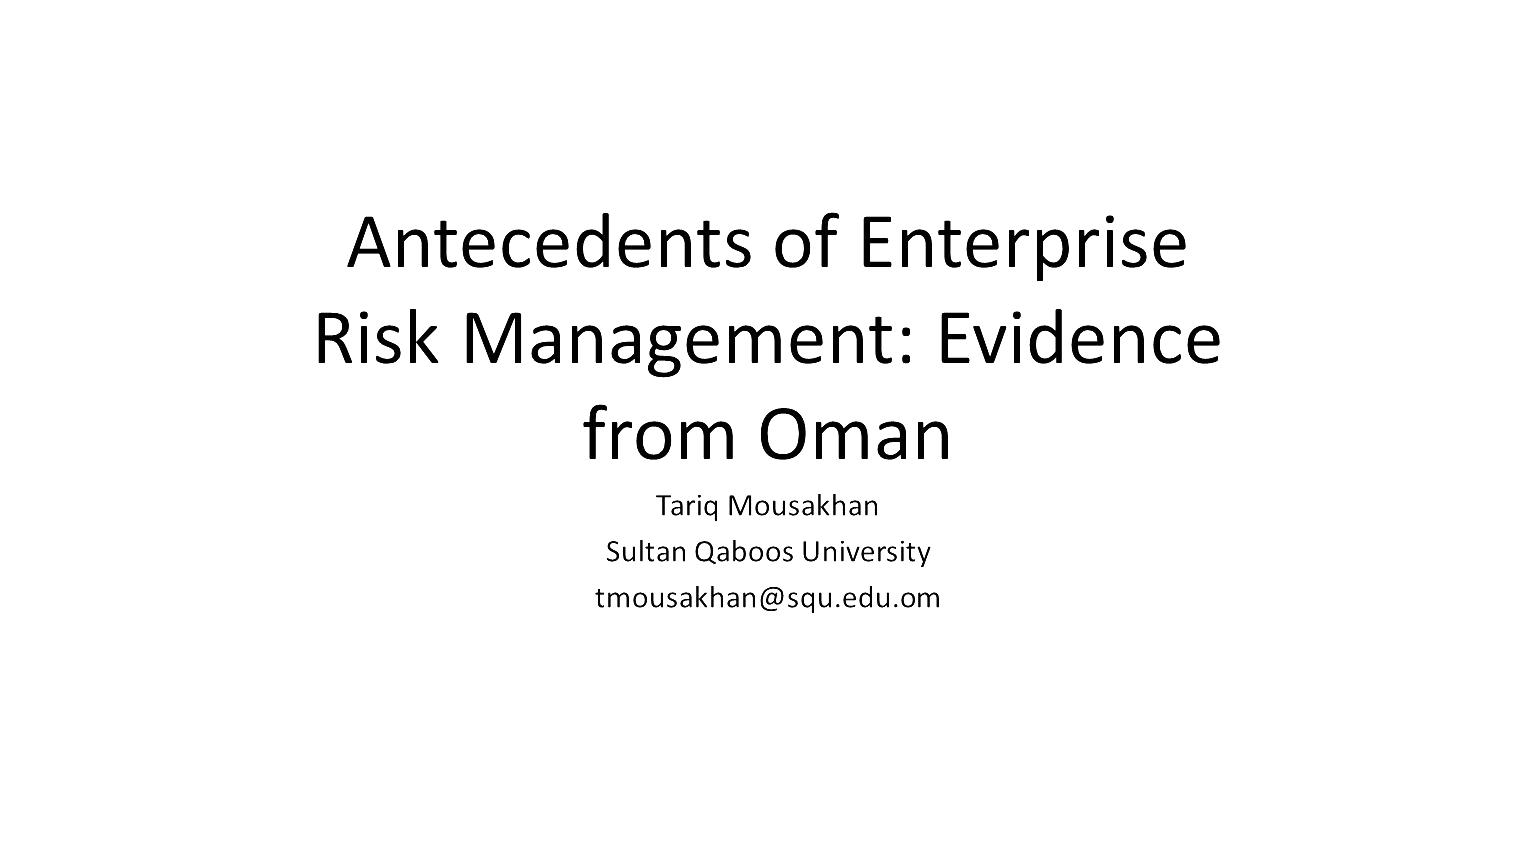 Antecedents of Enterprise
Risk Management: Evidence
from Oman
Tariq Mousakhan
Sultan Qaboos University
tmousakhan@squ.edu.om